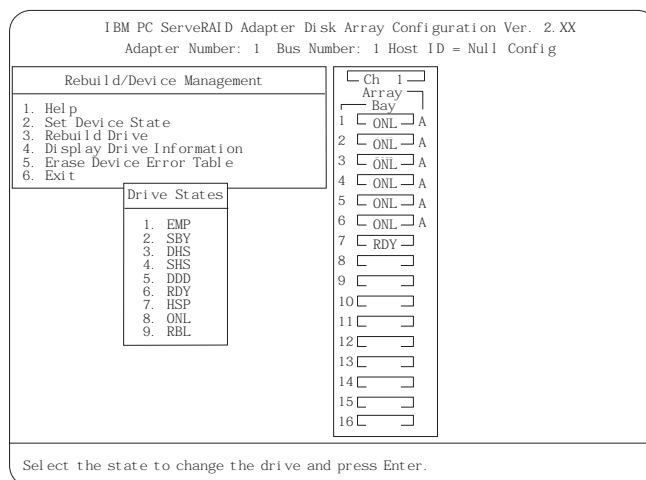 IBM PC ServeRAID Adapter Disk Array Configuration Ver. 2.XX
Adapter Number: 1 Bus Number: 1 Host ID = Null Config
Rebuild/Device Management
1. Help
2. Set Device State
3. Rebuild Drive
4. Display Drive Information
5. Erase Device Error Table
6. Exit
Drive States
1. EMP
2. SBY
3. DHS
4. SHS
5. DDD
6. RDY
7. HSP
8. ONL
9. RBL
Ch 1
Array
Bay
1 ONL A
2 ONL A
3 ONL A
4 ONL A
5 ONL A
6 ONL A
7 RDY
8
9
10
11
12
13
14
15
16
Select the state to change the drive and press Enter.